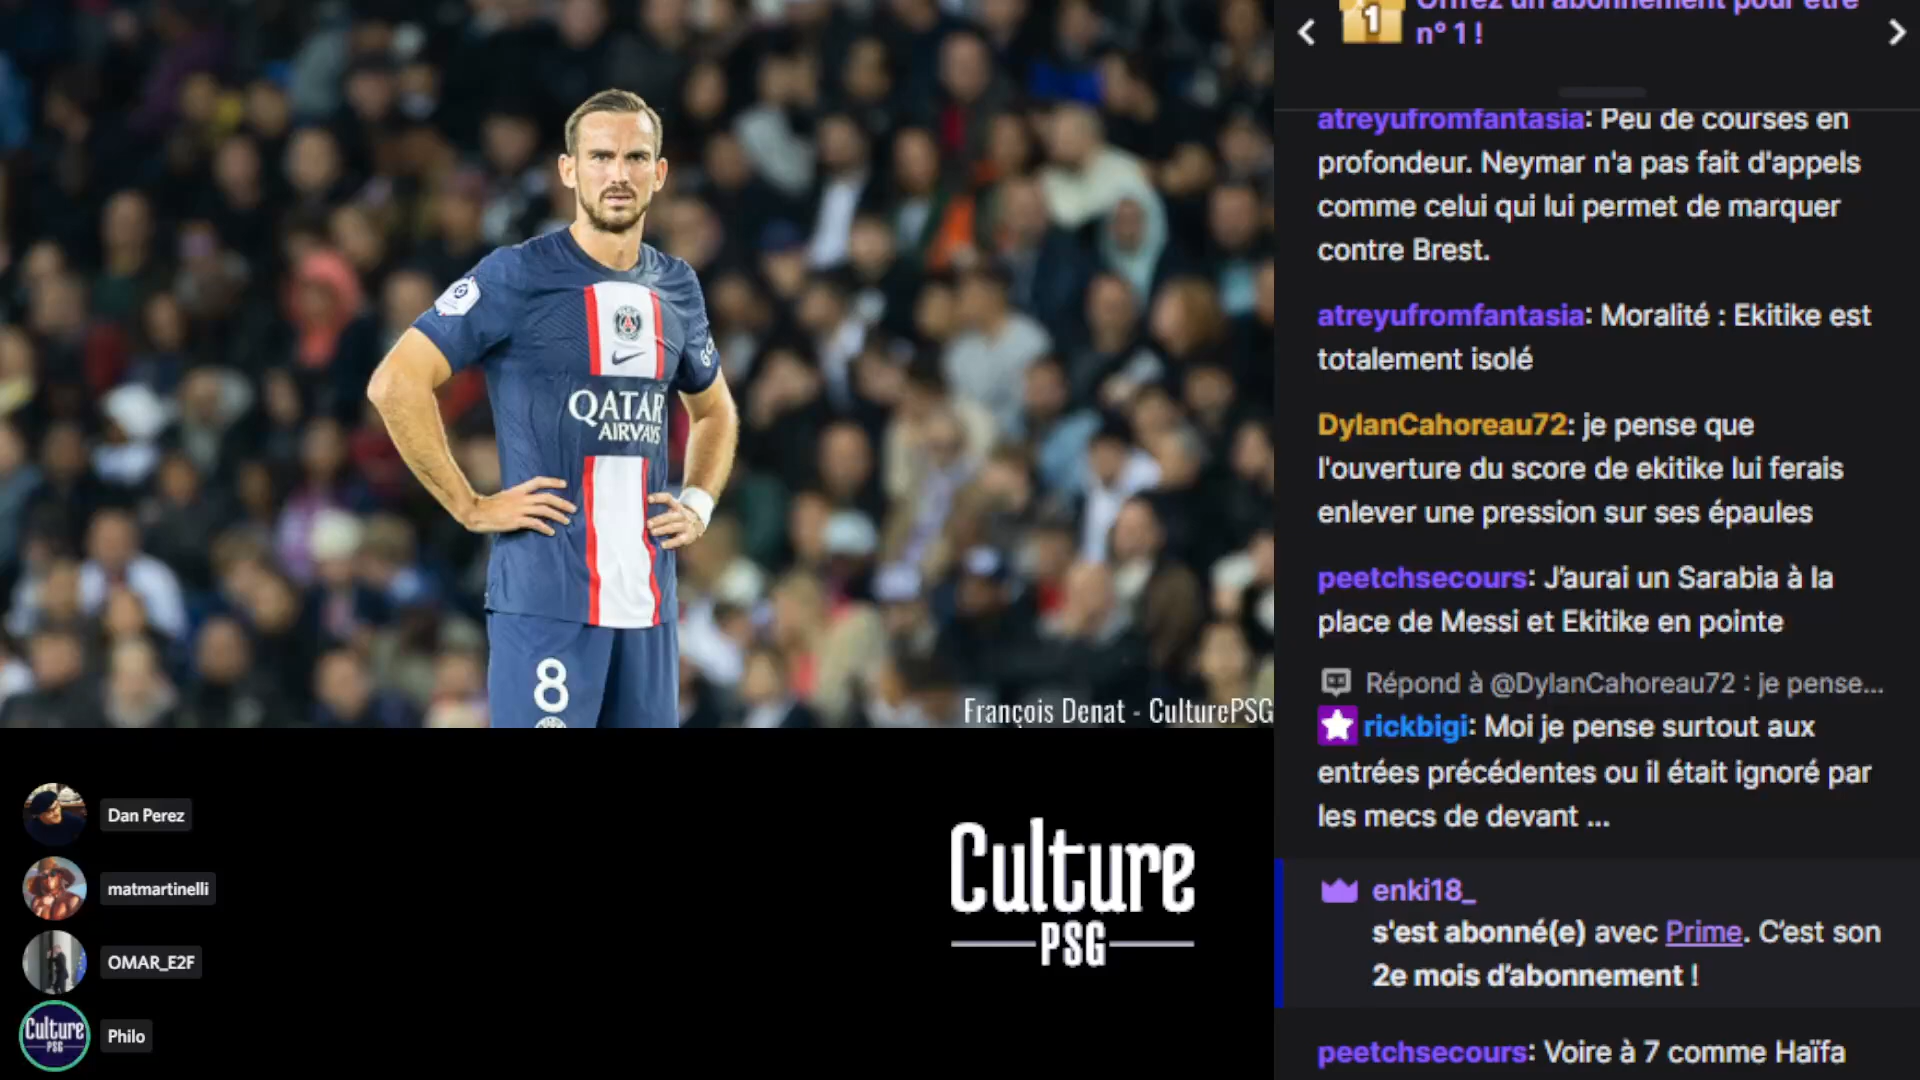 QATAR
AIRWAYS
8
François Denat - CulturePSG
Dan Perez
matmartinelli
OMAR_E2F
Culture
PSG
Philo
Culture
PSG
1
Offrez un abonnement pour être
n° 1 !
atreyufromfantasia: Peu de courses en
profondeur. Neymar n'a pas fait d'appels
comme celui qui lui permet de marquer
contre Brest.
atreyufromfantasia: Moralité : Ekitike est
totalement isolé
DylanCahoreau72: je pense que
l'ouverture du score de ekitike lui ferais
enlever une pression sur ses épaules
peetchsecours: J'aurai un Sarabia à la
place de Messi et Ekitike en pointe
Répond à @DylanCahoreau72 : je pense...
rickbigi: Moi je pense surtout aux
entrées précédentes ou il était ignoré par
les mecs de devant ...
enki18_
s'est abonné(e) avec Prime. C'est son
2e mois d'abonnement !
peetchsecours: Voire à 7 comme Haïfa